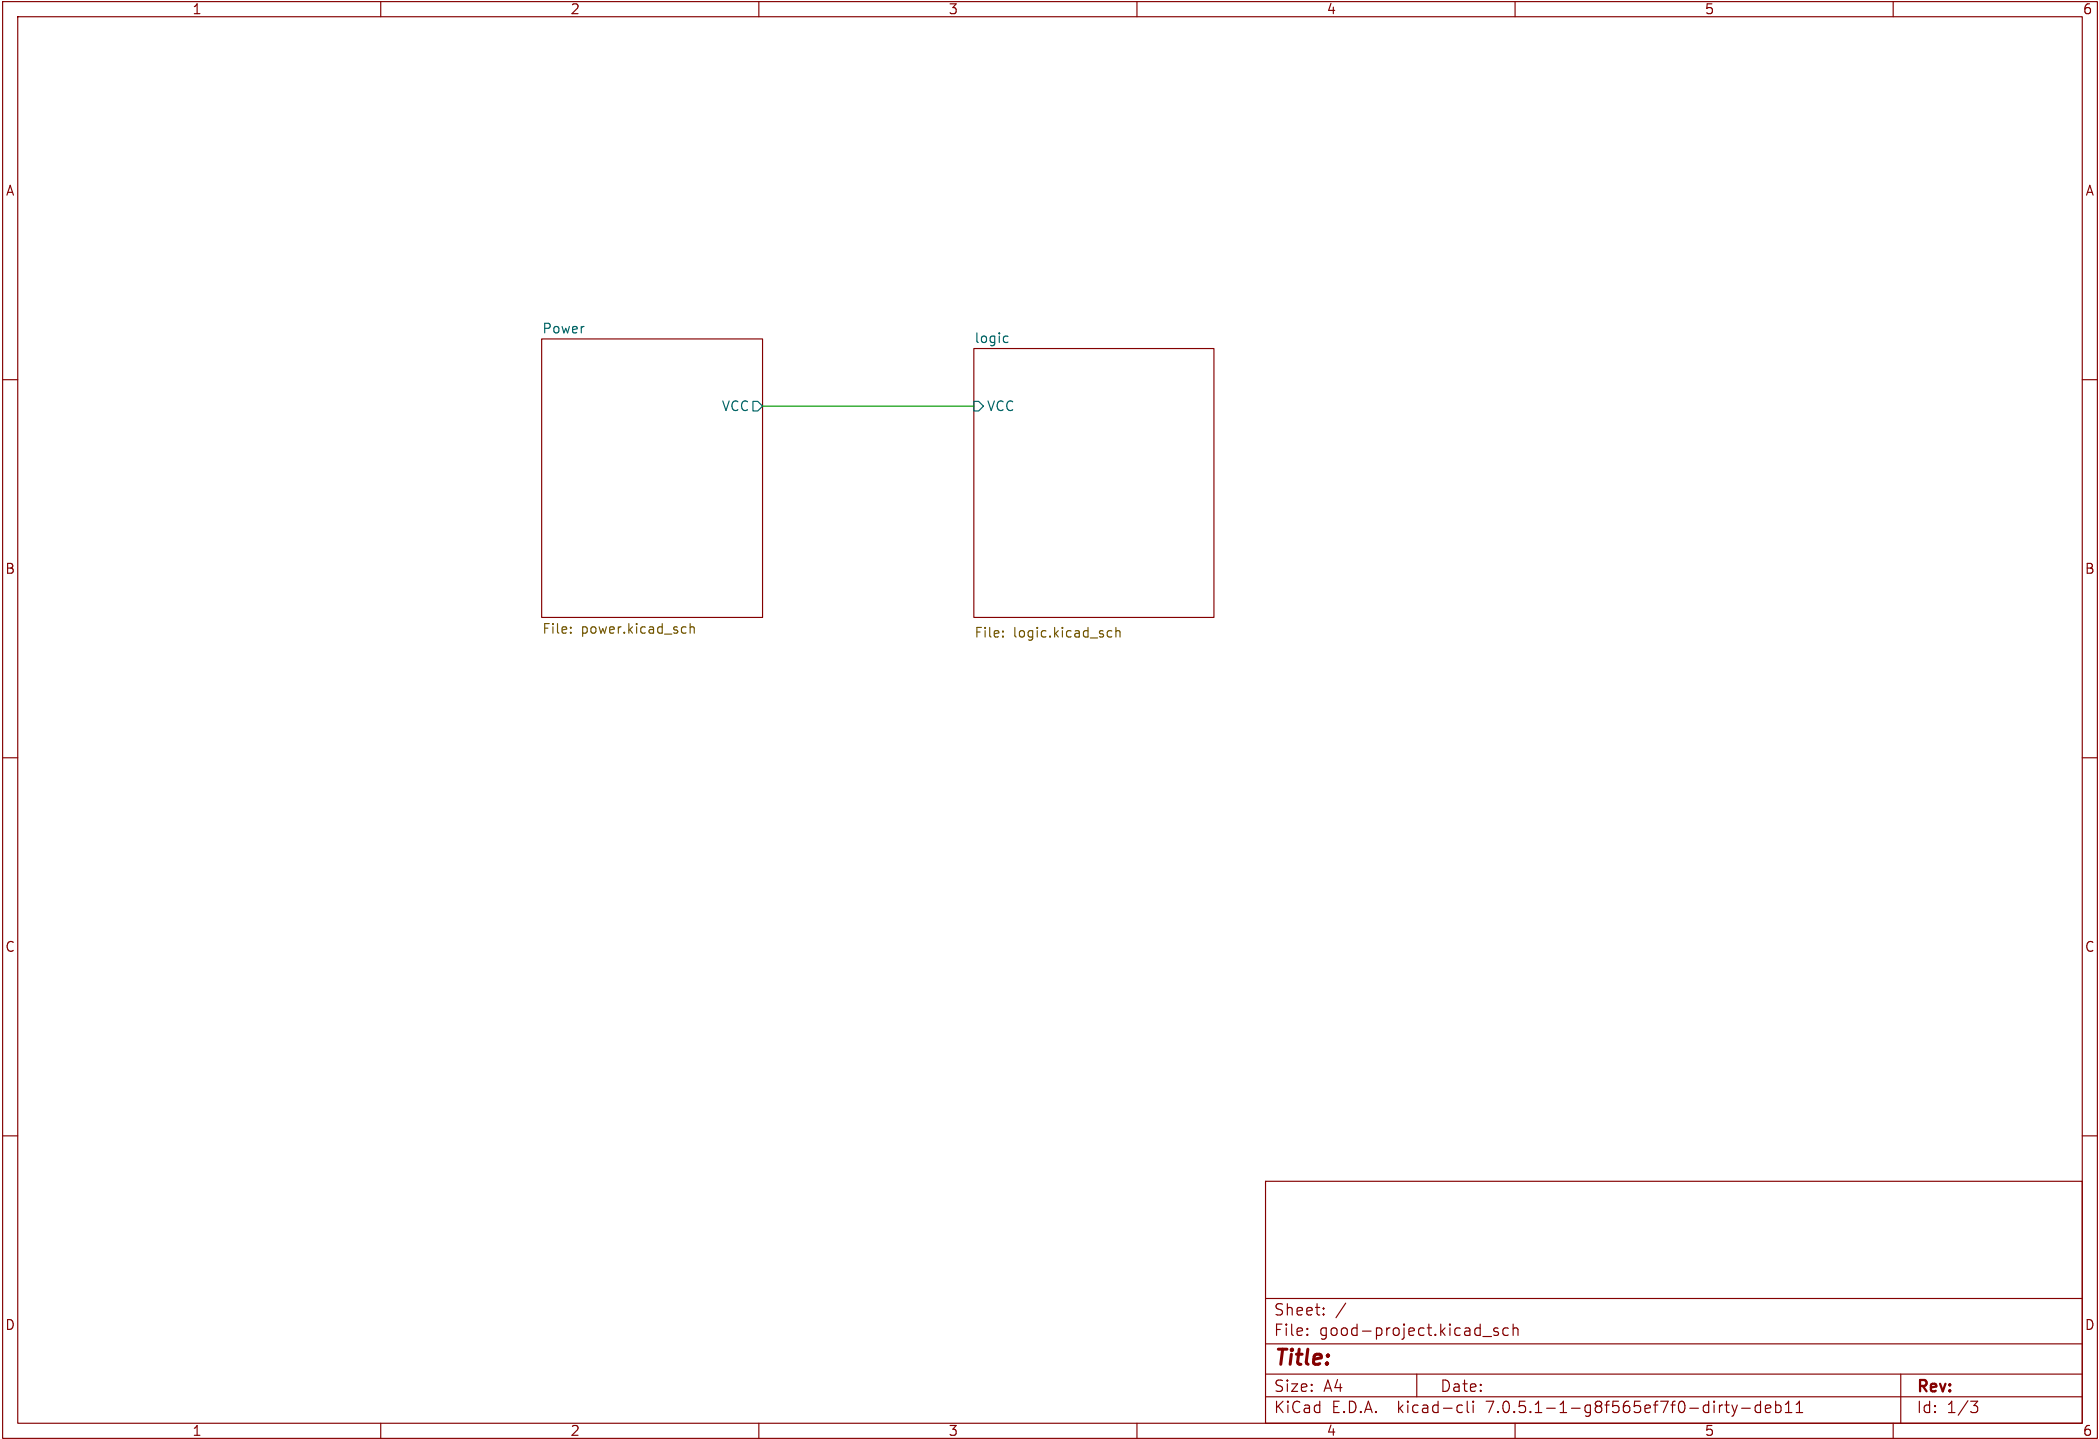 1 2 3 4 5 6
A A
Power
logic
VCC VCC
B B
File: power.kicad_sch
File: logic.kicad_sch
C C
Sheet: /
File: good-project.kicad_sch
D D
Title:
Size: A4 Date: Rev:
KiCad E.D.A. kicad-cli 7.0.5.1-1-g8f565ef7f0-dirty-deb11 Id: 1/3
1 2 3 4 5 6